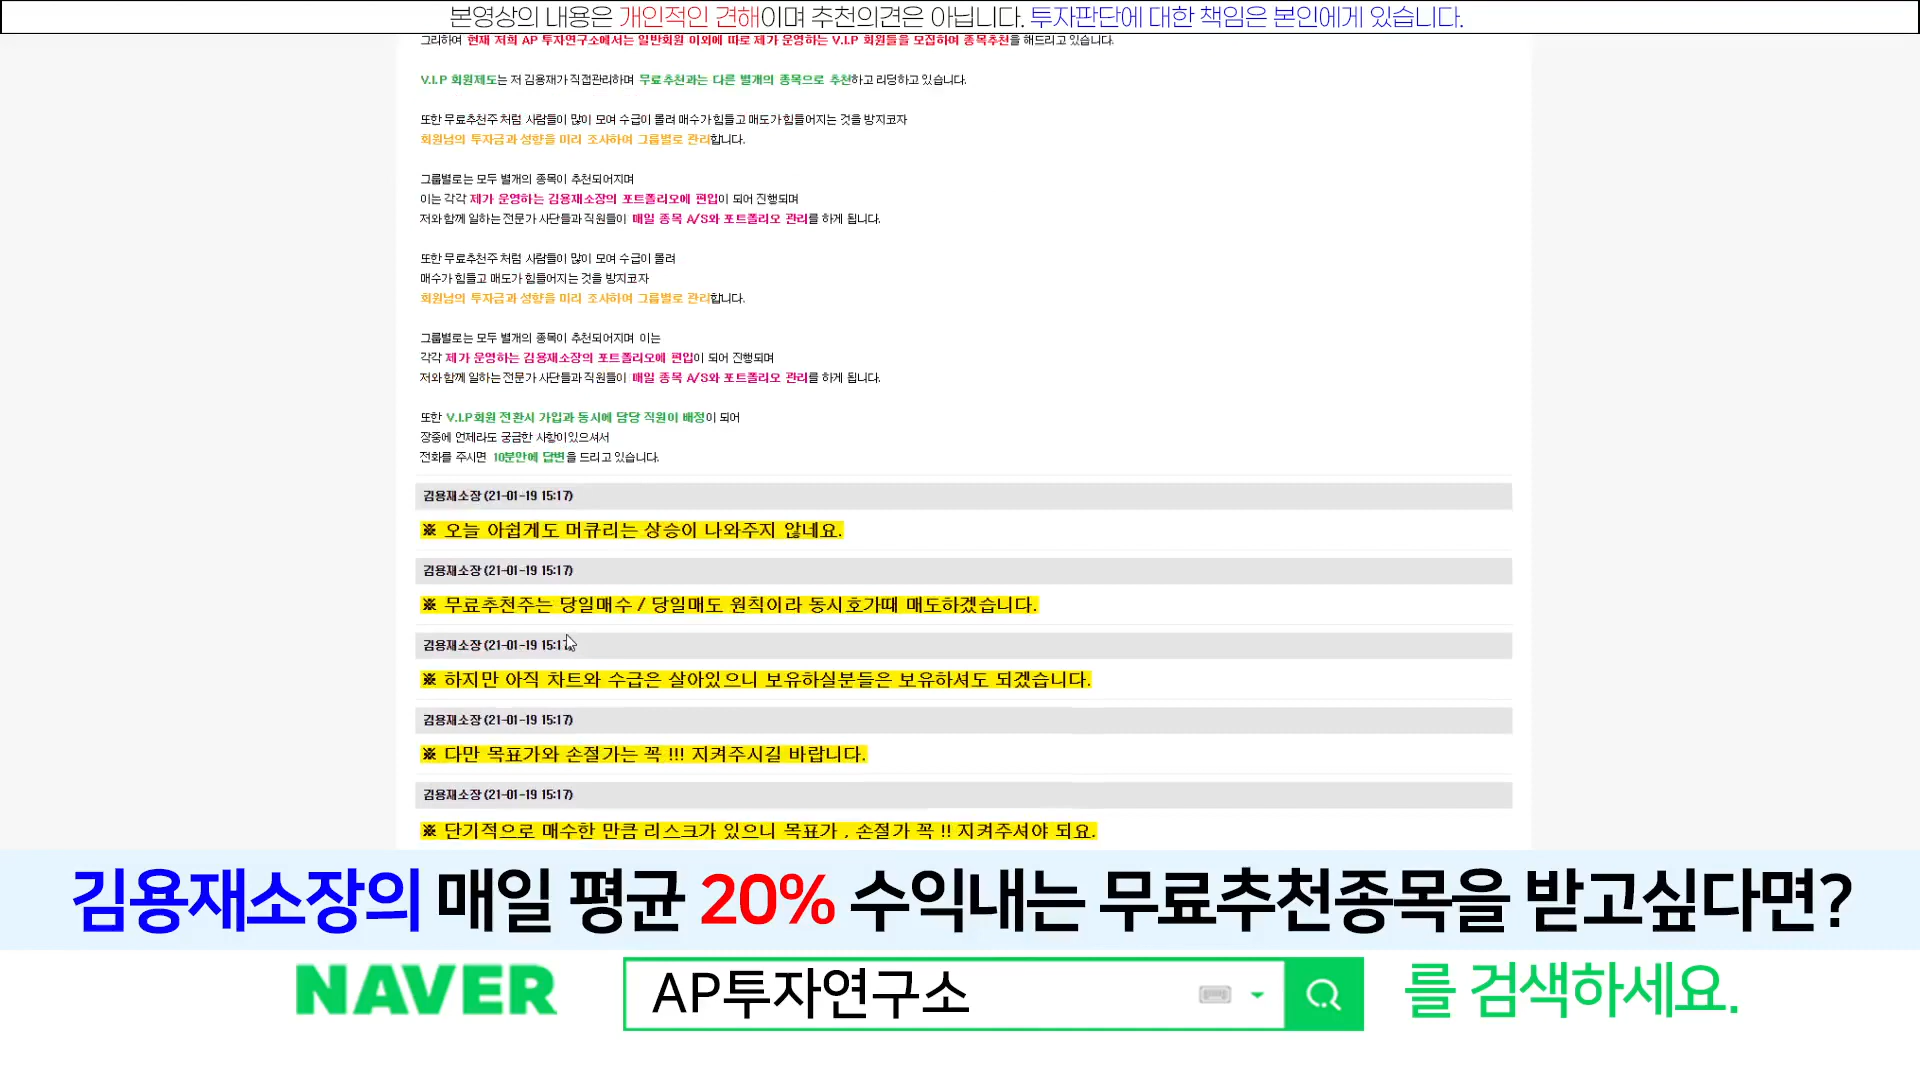 본영상의 내용은 개인적인 견해이며 추천의견은 아닙니다. 투자판단에 대한 책임은 본인에게 있습니다.
그리하여 현재 저희 AP 투자연구소에서는 일반회원 이외에 따로 제가 운영하는 V.I.P 회원들을 모집하여 종목추천을 해드리고 있습니다.
V.I.P 회원제도는 저 김용재가 직접관리하며 무료추천과는 다른 별개의 종목으로 추천하고 리딩하고 있습니다.
또한 무료추천주 처럼 사람들이 많이 모여 수급이 몰려 매수가 힘들고 매도가 힘들어지는 것을 방지코자
회원님의 투자금과 성향을 미리 조사하여 그룹별로 관리합니다.
그룹별로는 모두 별개의 종목이 추천되어지며
이는 각각 제가 운영하는 김용재소장의 포트폴리오에 편입이 되어 진행되며
저와 함께 일하는 전문가 사단들과 직원들이 매일 종목 A/S와 포트폴리오 관리를 하게 됩니다.
또한 무료추천주 처럼 사람들이 많이 모여 수급이 몰려
매수가 힘들고 매도가 힘들어지는 것을 방지코자
회원님의 투자금과 성향을 미리 조사하여 그룹별로 관리합니다.
그룹별로는 모두 별개의 종목이 추천되어지며 이는
각각 제가 운영하는 김용재소장의 포트폴리오에 편입이 되어 진행되며
저와 함께 일하는 전문가 사단들과 직원들이 매일 종목 A/S와 포트폴리오 관리를 하게 됩니다.
또한 V.I.P회원 전환시 가입과 동시에 담당 직원이 배정이 되어
장중에 언제라도 궁금한 사항이있으셔서
전화를 주시면 10분안에 답변을 드리고 있습니다.
김용재소장 (21-01-19 15:17)
※ 오늘 아쉽게도 머큐리는 상승이 나와주지 않네요.
김용재소장 (21-01-19 15:17)
※ 무료추천주는 당일매수 / 당일매도 원칙이라 동시호가때 매도하겠습니다.
김용재소장 (21-01-19 15:17)
※ 하지만 아직 차트와 수급은 살아있으니 보유하실분들은 보유하셔도 되겠습니다.
김용재소장 (21-01-19 15:17)
※ 다만 목표가와 손절가는 꼭 !!! 지켜주시길 바랍니다.
김용재소장 (21-01-19 15:17)
※ 단기적으로 매수한 만큼 리스크가 있으니 목표가 , 손절가 꼭 !! 지켜주셔야 되요.
김용재소장의 매일 평균 20% 수익내는 무료추천종목을 받고싶다면?
NAVER AP투자연구소 를 검색하세요.